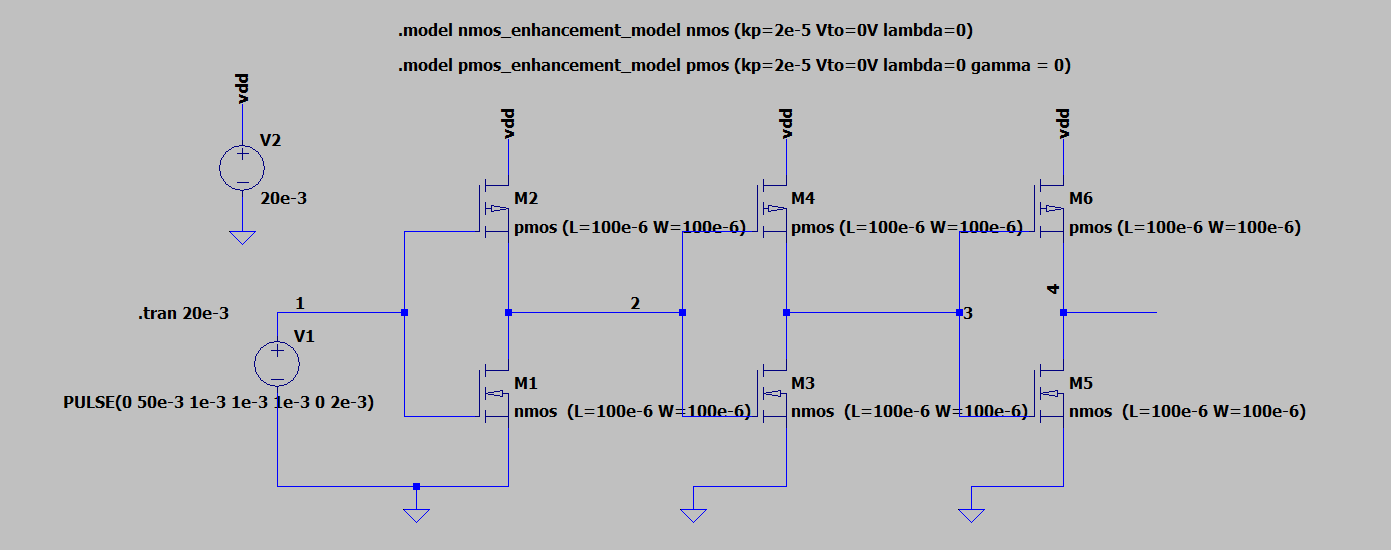 .model nmos_enhancement_model nmos (kp=2e-5 Vto=0V lambda=0)
.model pmos_enhancement_model pmos (kp=2e-5 Vto=0V lambda=0 gamma = 0)
vdd
V2
20e-3
vdd
M2
pmos (L=100e-6 W=100e-6)
vdd
M4
pmos (L=100e-6 W=100e-6)
vdd
M6
pmos (L=100e-6 W=100e-6)
.tran 20e-3
1
2
3
4
V1
PULSE(0 50e-3 1e-3 1e-3 1e-3 0 2e-3)
M1
nmos  (L=100e-6 W=100e-6)
M3
nmos  (L=100e-6 W=100e-6)
M5
nmos  (L=100e-6 W=100e-6)